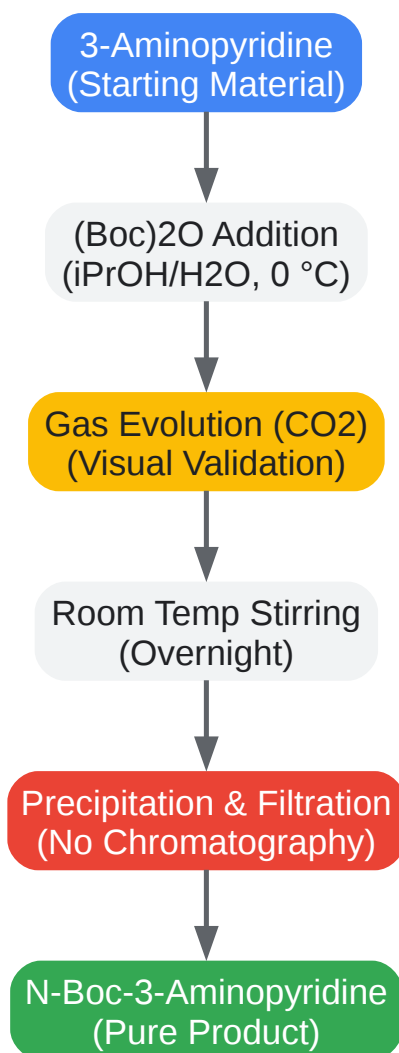 3-Aminopyridine
(Starting Material)
(Boc)2O Addition
(iPrOH/H2O, 0 °C)
Gas Evolution (CO2)
(Visual Validation)
Room Temp Stirring
(Overnight)
Precipitation & Filtration
(No Chromatography)
N-Boc-3-Aminopyridine
(Pure Product)